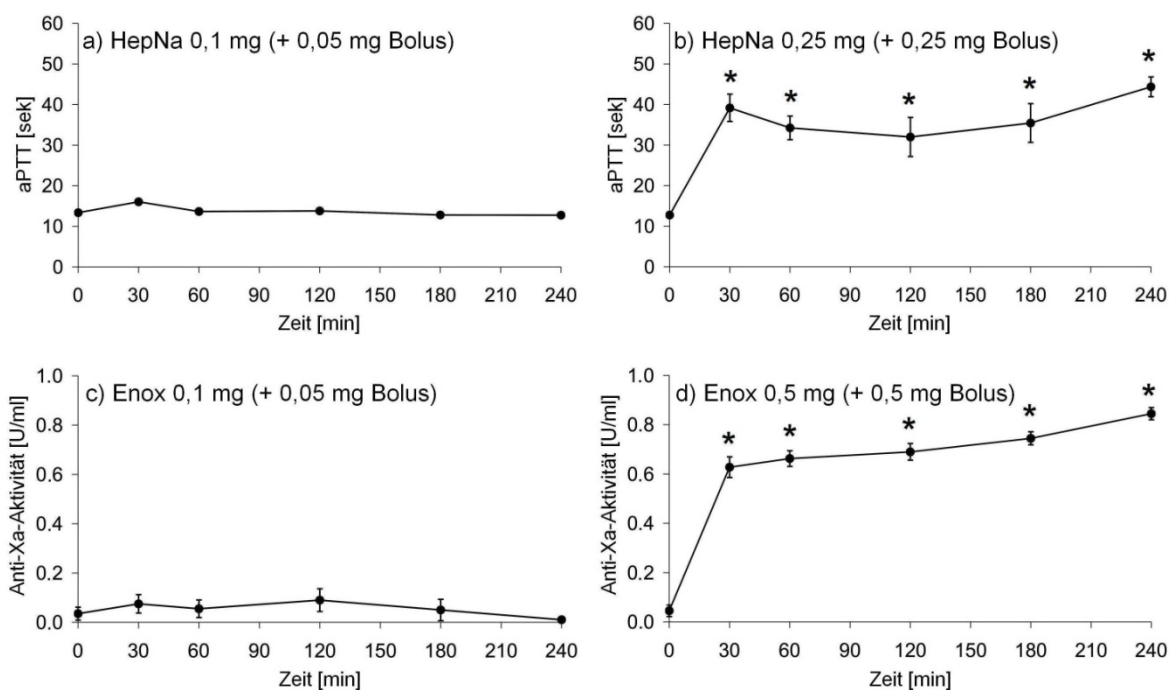 a) HepNa 0,1 mg (+ 0,05 mg Bolus)
aPTT [sek]
60
50
40
30
20
10
0
0 30 60 90 120 150 180 210 240
Zeit [min]
b) HepNa 0,25 mg (+ 0,25 mg Bolus)
aPTT [sek]
60
50
40
30
20
10
0
* * * * *
0 30 60 90 120 150 180 210 240
Zeit [min]
c) Enox 0,1 mg (+ 0,05 mg Bolus)
Anti-Xa-Aktivität [U/ml]
1.0
0.8
0.6
0.4
0.2
0.0
0 30 60 90 120 150 180 210 240
Zeit [min]
d) Enox 0,5 mg (+ 0,5 mg Bolus)
Anti-Xa-Aktivität [U/ml]
1.0
0.8
0.6
0.4
0.2
0.0
* * * * *
0 30 60 90 120 150 180 210 240
Zeit [min]